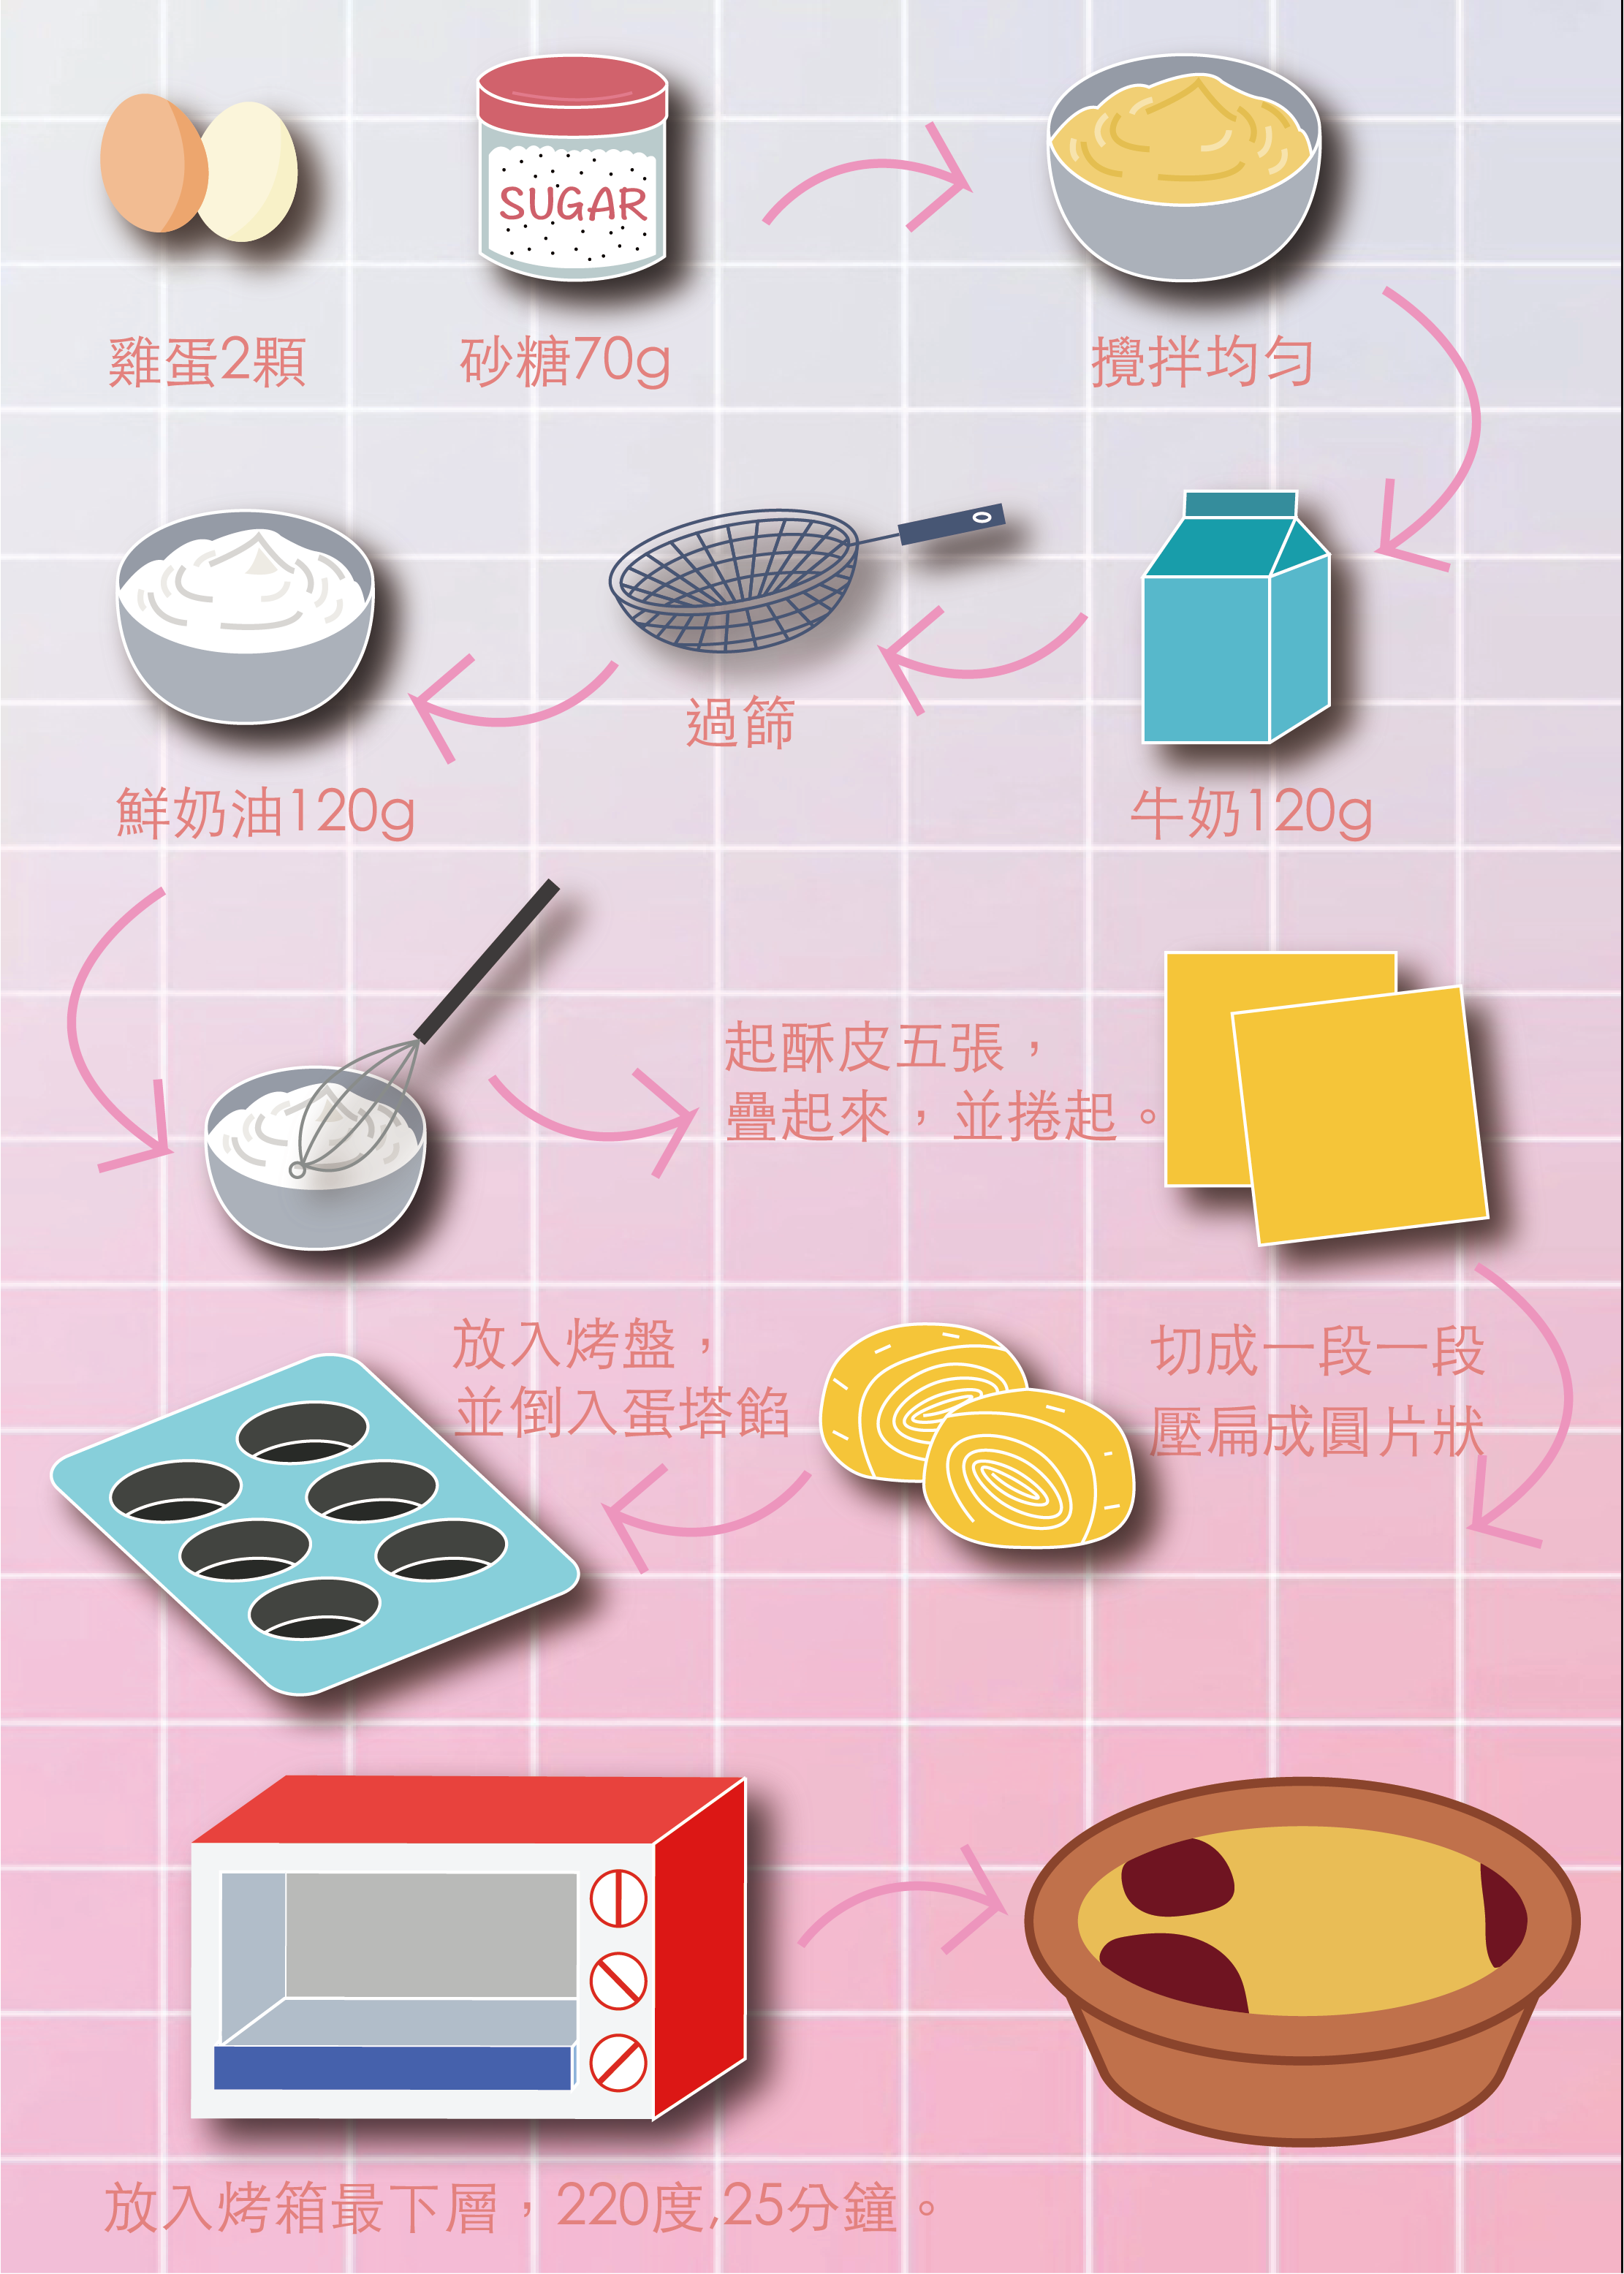 SUGAR
雞蛋2顆
砂糖70g
攪拌均勻
牛奶120g
過篩
鮮奶油120g
起酥皮五張，
疊起來，並捲起。
切成一段一段
壓扁成圓片狀
放入烤盤，
並倒入蛋塔餡
放入烤箱最下層，220度,25分鐘。